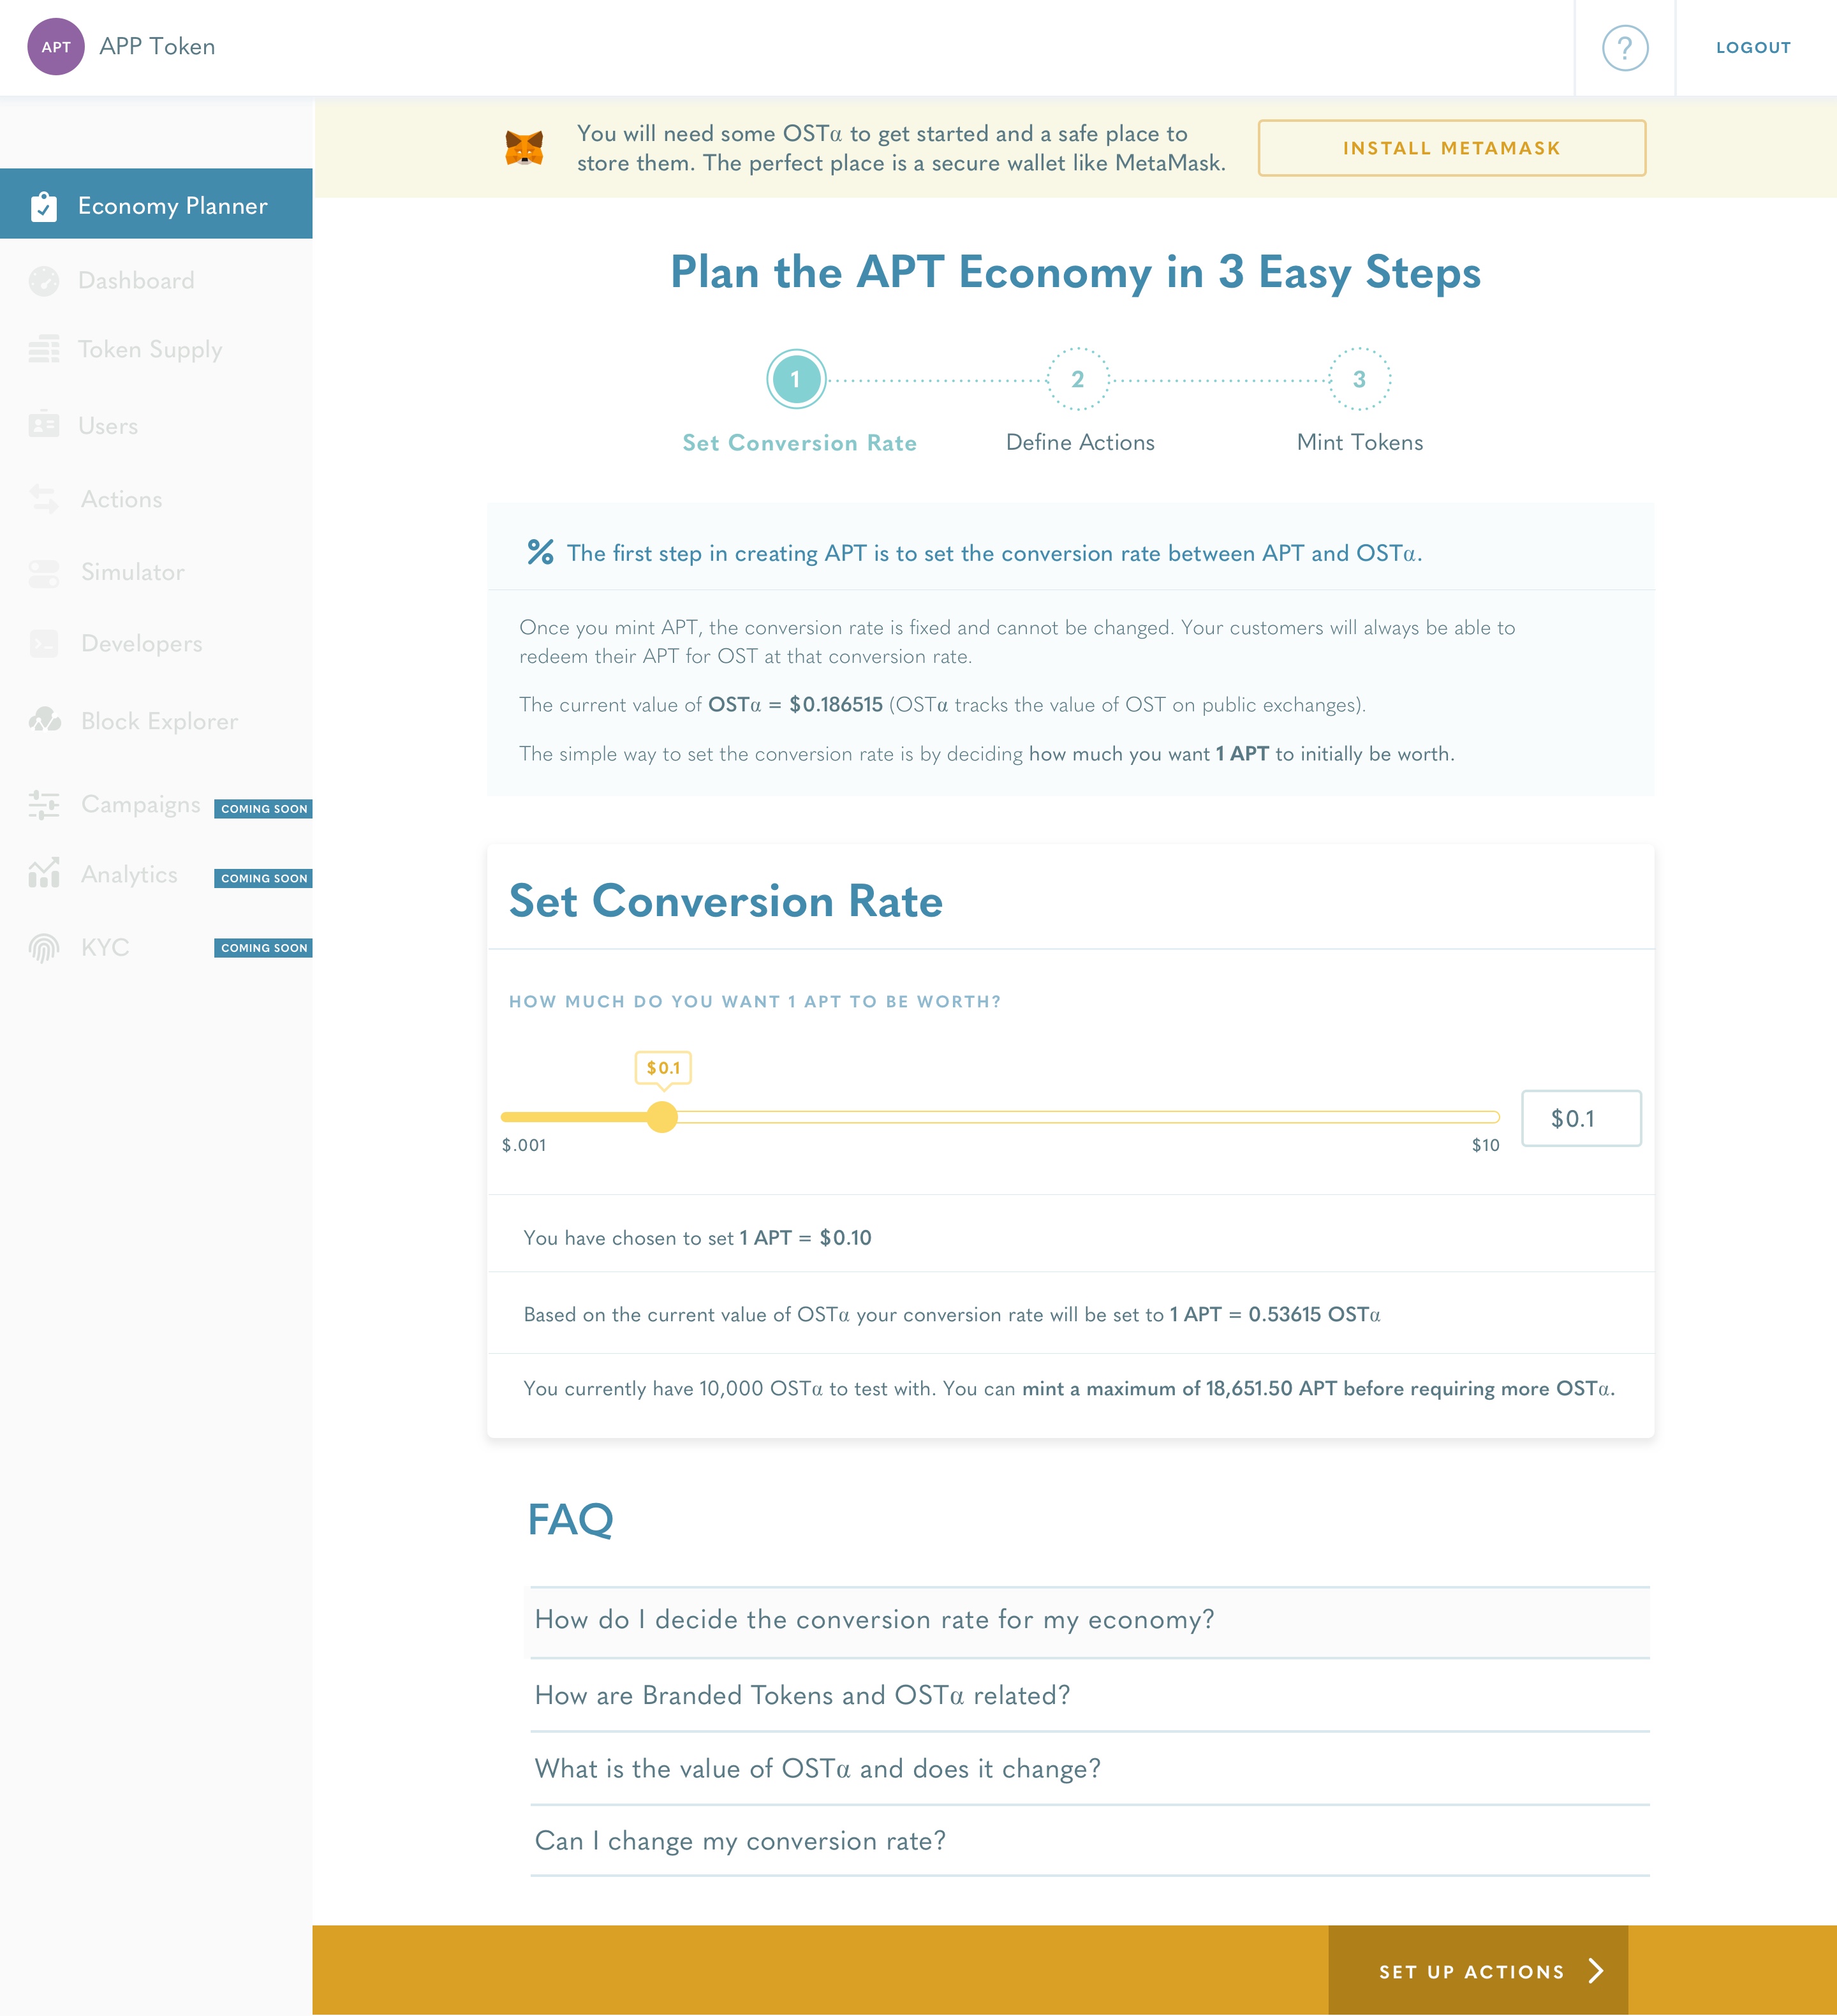 APT
APP Token
?
LOGOUT
You will need some OSTα to get started and a safe place to
store them. The perfect place is a secure wallet like MetaMask.
INSTALL METAMASK
Economy Planner
Dashboard
Token Supply
Users
Actions
Simulator
Developers
Block Explorer
Campaigns COMING SOON
Analytics COMING SOON
KYC COMING SOON
Plan the APT Economy in 3 Easy Steps
1 2 3
Set Conversion Rate Define Actions Mint Tokens
% The first step in creating APT is to set the conversion rate between APT and OSTα.
Once you mint APT, the conversion rate is fixed and cannot be changed. Your customers will always be able to
redeem their APT for OST at that conversion rate.
The current value of OSTα = $0.186515 (OSTα tracks the value of OST on public exchanges).
The simple way to set the conversion rate is by deciding how much you want 1 APT to initially be worth.
Set Conversion Rate
HOW MUCH DO YOU WANT 1 APT TO BE WORTH?
$0.1
$0.1
$.001 $10
You have chosen to set 1 APT = $0.10
Based on the current value of OSTα your conversion rate will be set to 1 APT = 0.53615 OSTα
You currently have 10,000 OSTα to test with. You can mint a maximum of 18,651.50 APT before requiring more OSTα.
FAQ
How do I decide the conversion rate for my economy?
How are Branded Tokens and OSTα related?
What is the value of OSTα and does it change?
Can I change my conversion rate?
SET UP ACTIONS